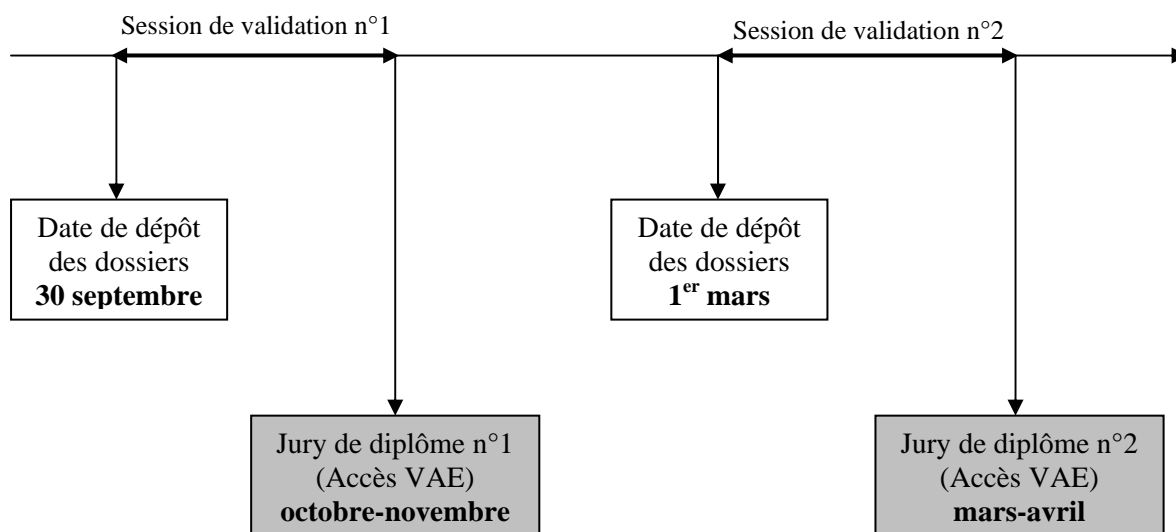 Session de validation n°1
Session de validation n°2
Date de dépôt
des dossiers
30 septembre
Date de dépôt
des dossiers
1er mars
Jury de diplôme n°1
(Accès VAE)
octobre-novembre
Jury de diplôme n°2
(Accès VAE)
mars-avril